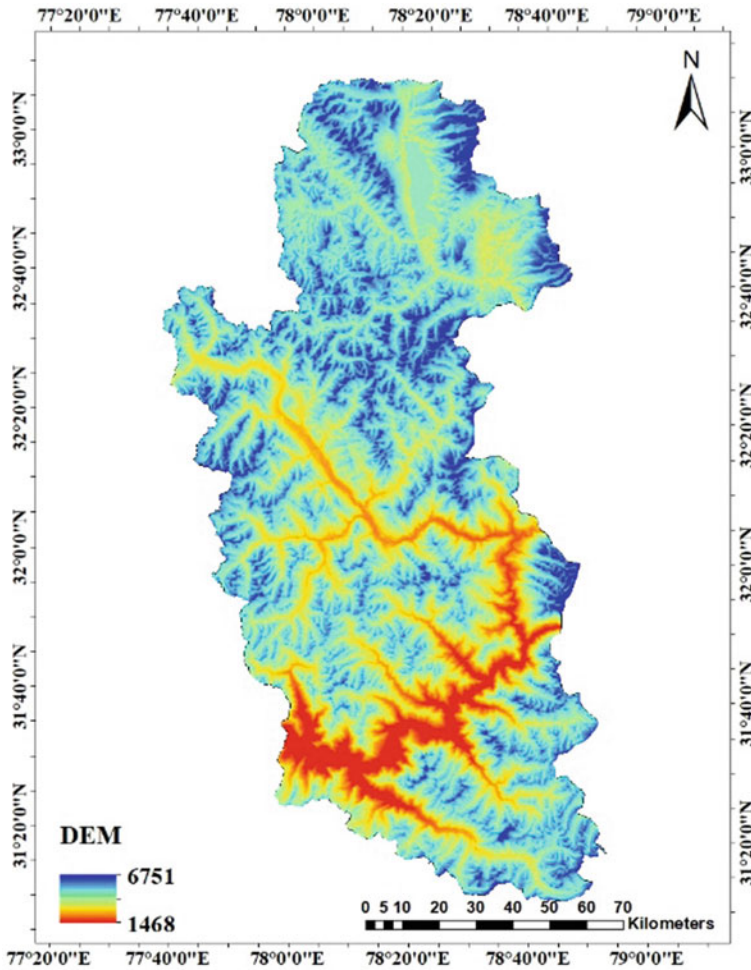 77°20'0"E 77°40'0"E 78°0'0"E 78°20'0"E 78°40'0"E 79°0'0"E
N
33°0'0"N 33°0'0"N
32°40'0"N 32°40'0"N
32°20'0"N 32°20'0"N
32°0'0"N 32°0'0"N
31°40'0"N 31°40'0"N
31°20'0"N 31°20'0"N
DEM
6751
1468
0 5 10 20 30 40 50 60 70
Kilometers
77°20'0"E 77°40'0"E 78°0'0"E 78°20'0"E 78°40'0"E 79°0'0"E